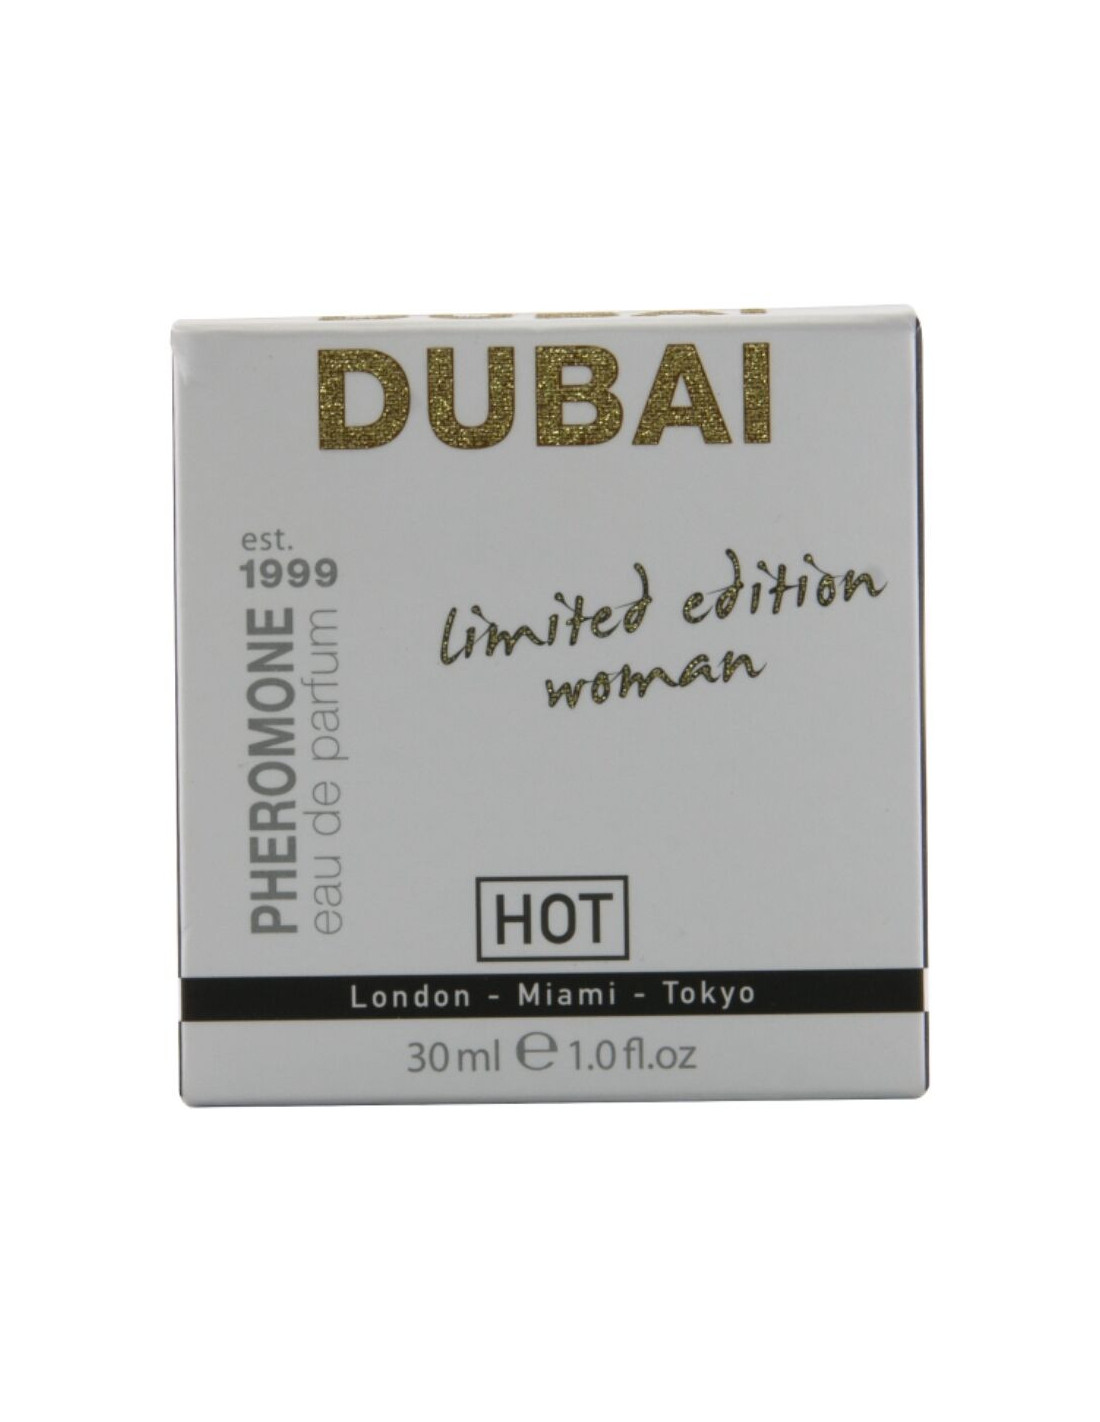 DUBAI
DUBAI
est.
1999
PHEROMONE
eau de parfum
limited edition
woman
HOT
London - Miami - Tokyo
30 ml ℮ 1.0 fl.oz